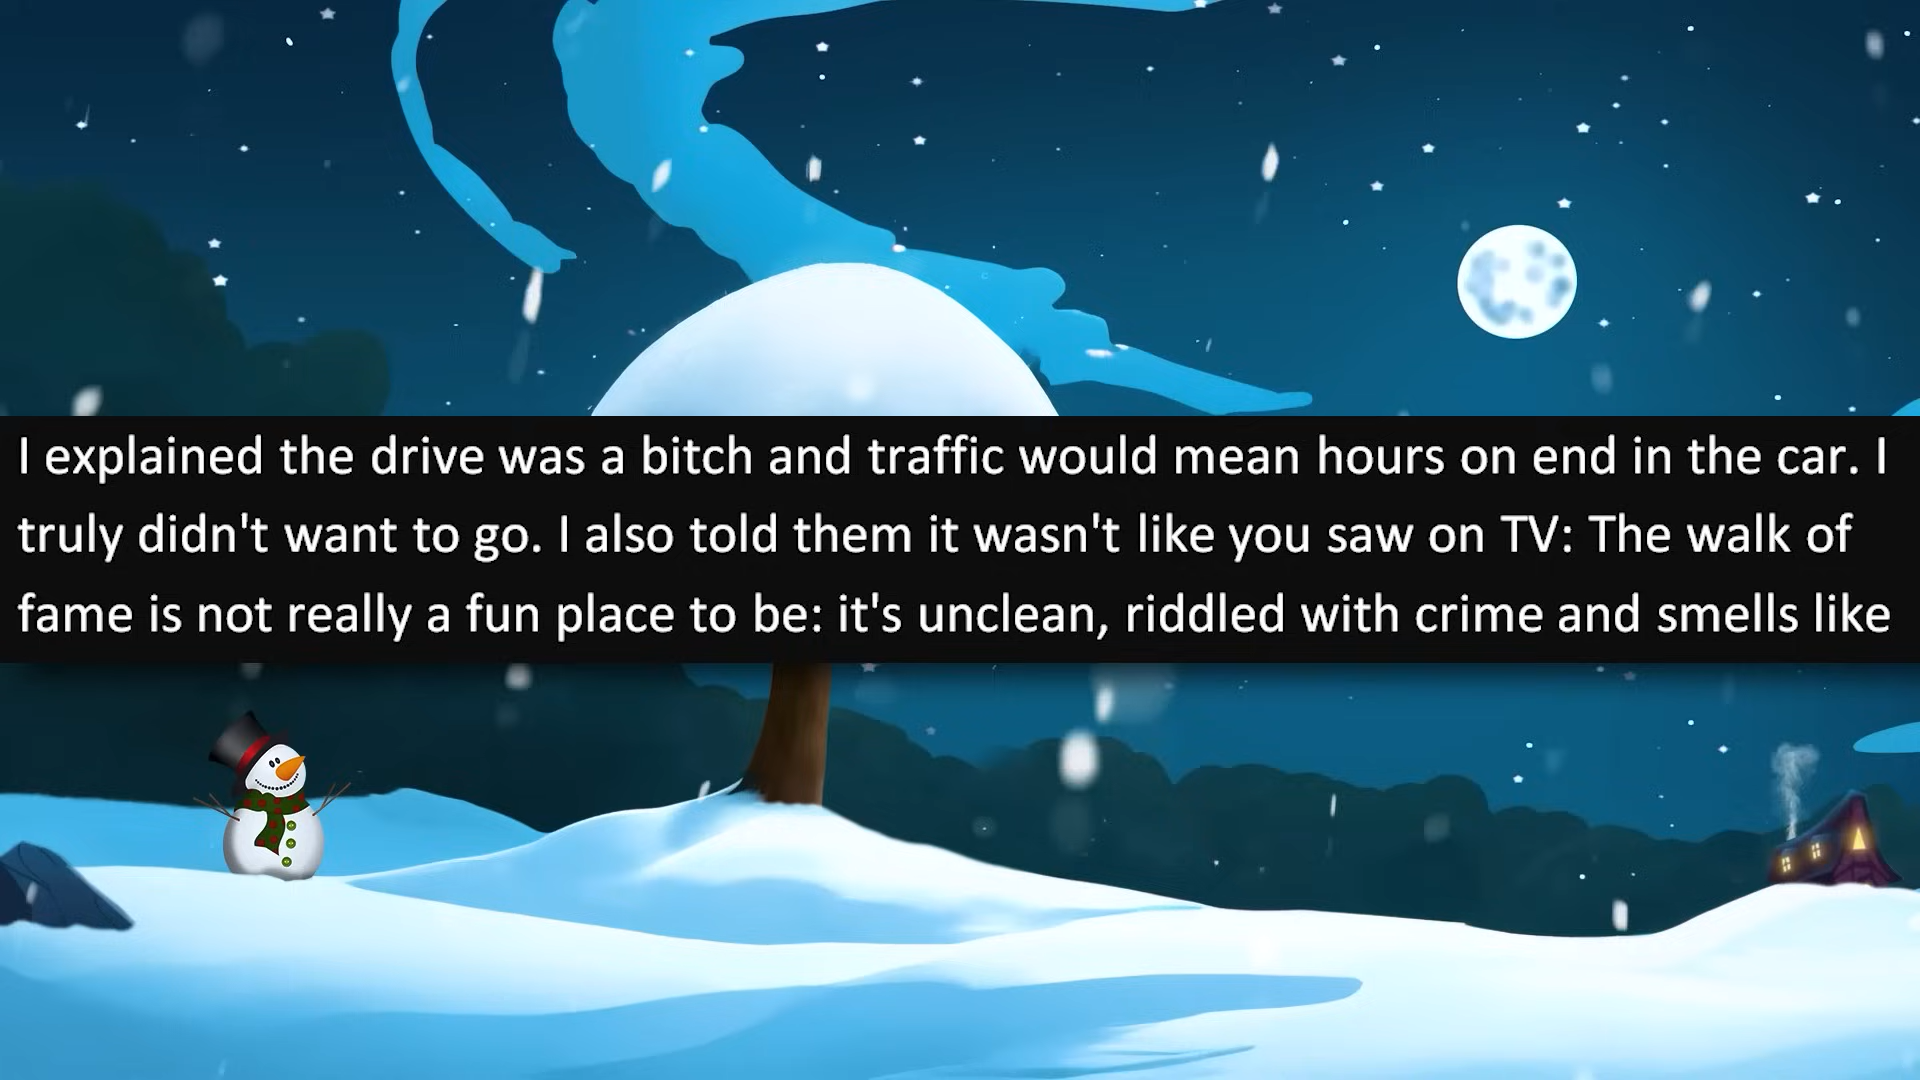 I explained the drive was a bitch and traffic would mean hours on end in the car. I
truly didn't want to go. I also told them it wasn't like you saw on TV: The walk of
fame is not really a fun place to be: it's unclean, riddled with crime and smells like